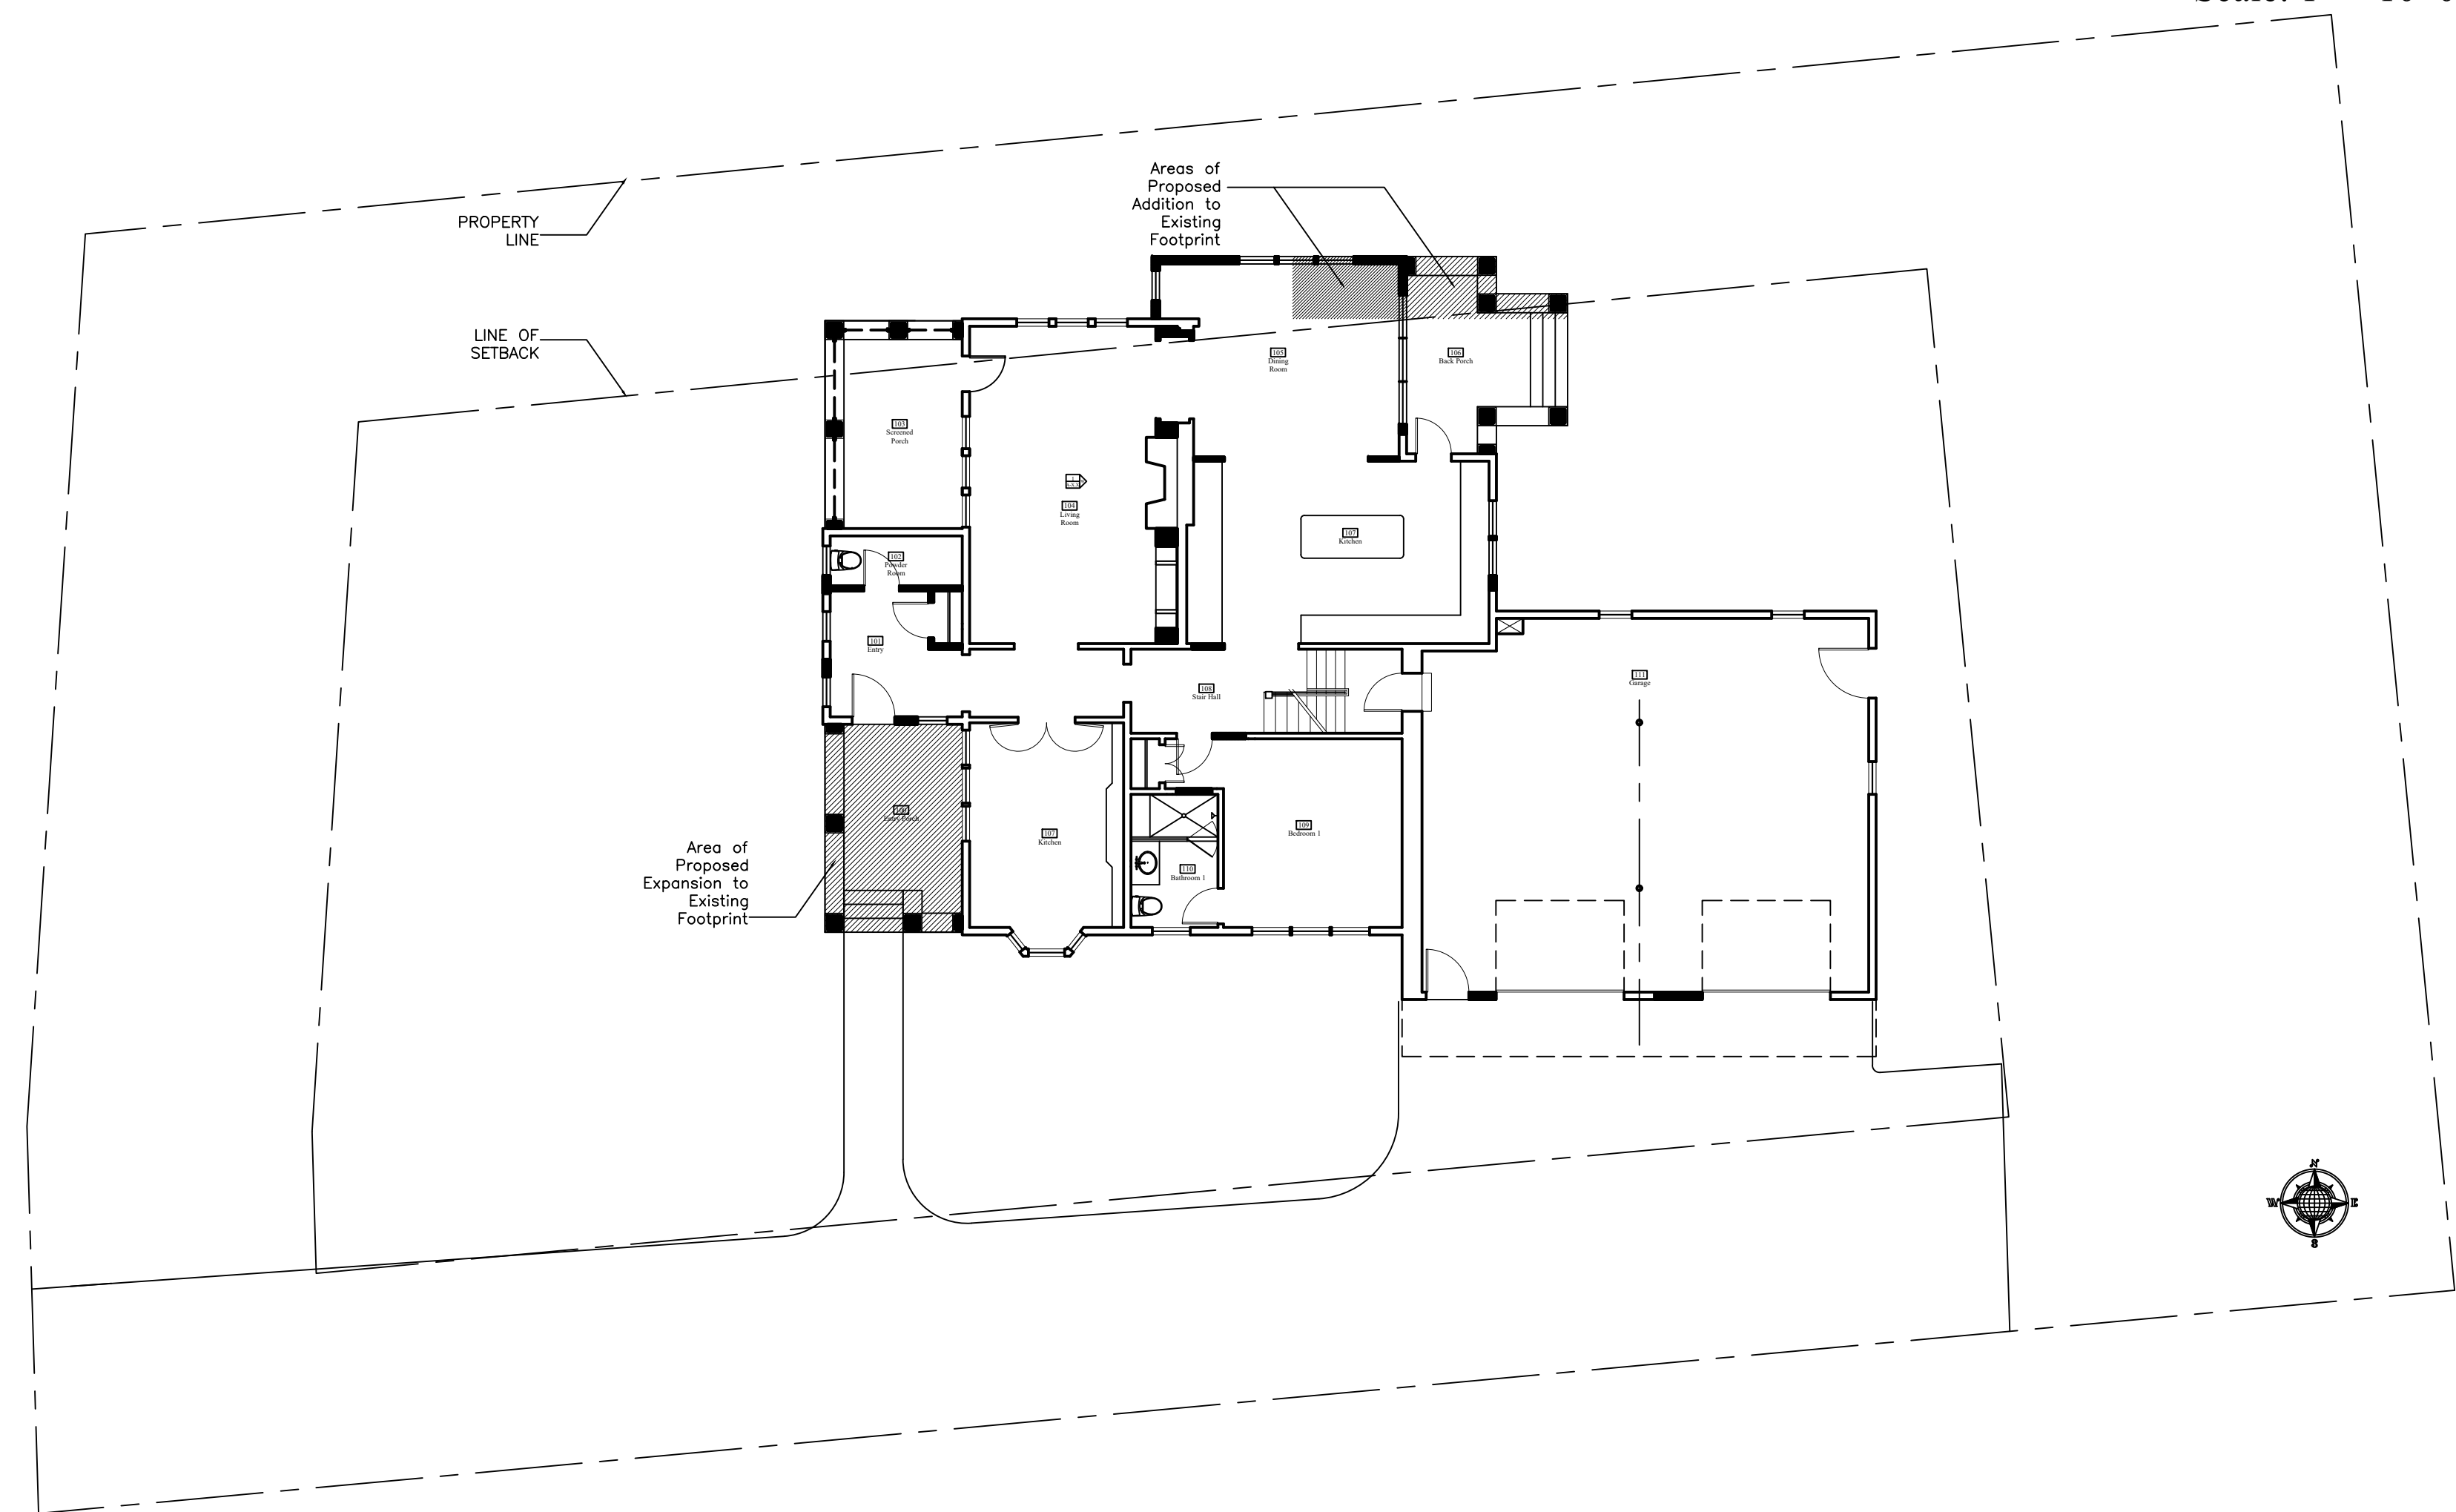 Areas of
Proposed
Addition to
Existing
Footprint
PROPERTY
LINE
LINE OF
SETBACK
105
Dining
Room
106
Back Porch
103
Screened
Porch
104
Living
Room
107
Kitchen
102
Powder
Room
101
Entry
108
Stair Hall
111
Garage
Entry Porch
107
Kitchen
109
Bedroom 1
110
Bathroom 1
Area of
Proposed
Expansion to
Existing
Footprint
N
W E
S